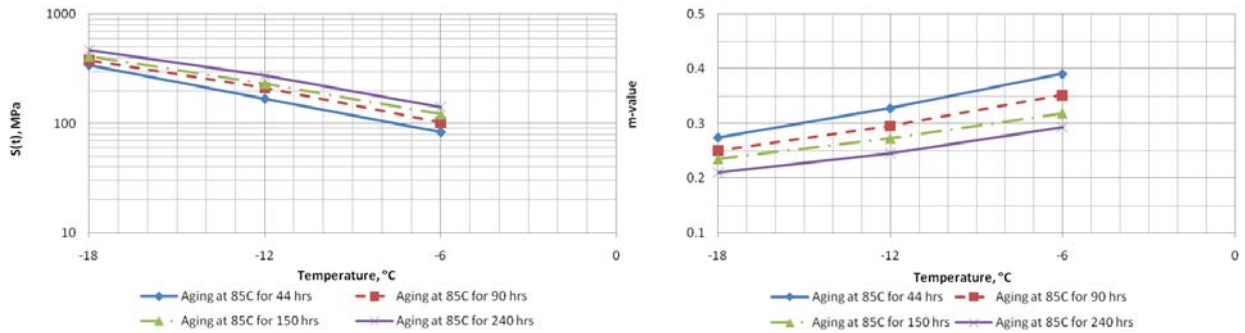 1000
100
10
S(t), MPa
-18
-12
-6
0
Temperature, °C
Aging at 85C for 44 hrs
Aging at 85C for 90 hrs
Aging at 85C for 150 hrs
Aging at 85C for 240 hrs
0.5
0.4
0.3
0.2
0.1
m-value
-18
-12
-6
0
Temperature, °C
Aging at 85C for 44 hrs
Aging at 85C for 90 hrs
Aging at 85C for 150 hrs
Aging at 85C for 240 hrs